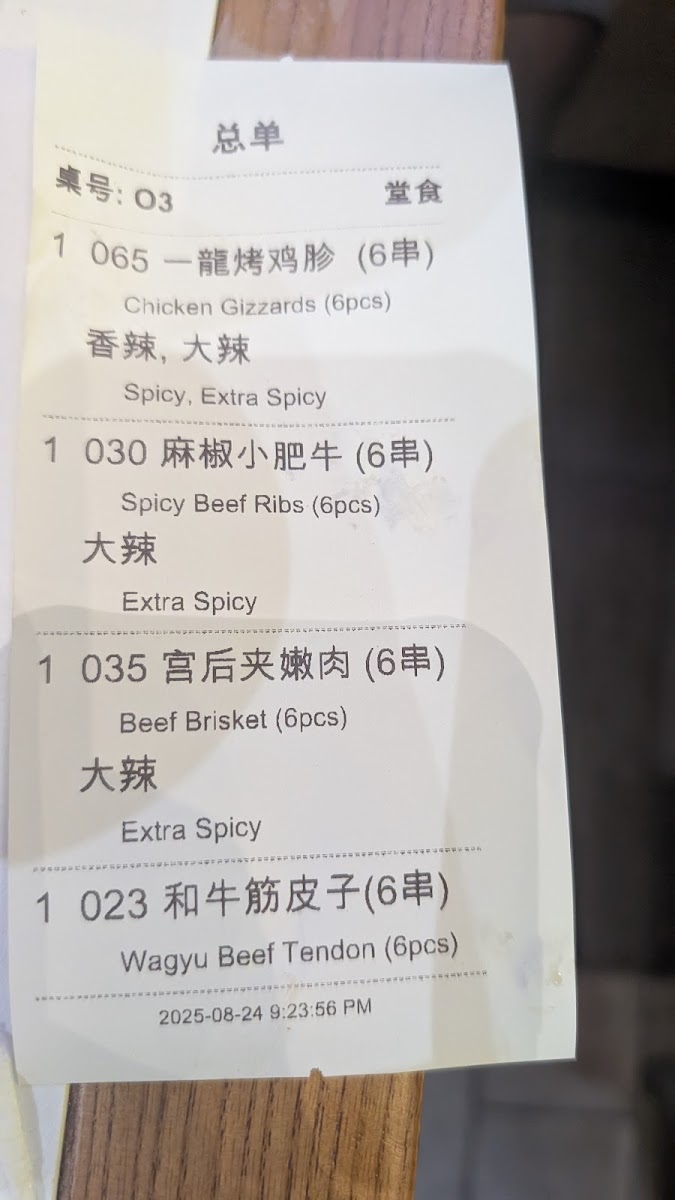 总单
桌号: O3 堂食
1 065 一龍烤鸡胗 (6串)
Chicken Gizzards (6pcs)
香辣, 大辣
Spicy, Extra Spicy
1 030 麻椒小肥牛 (6串)
Spicy Beef Ribs (6pcs)
大辣
Extra Spicy
1 035 宫后夹嫩肉 (6串)
Beef Brisket (6pcs)
大辣
Extra Spicy
1 023 和牛筋皮子(6串)
Wagyu Beef Tendon (6pcs)
2025-08-24 9:23:56 PM